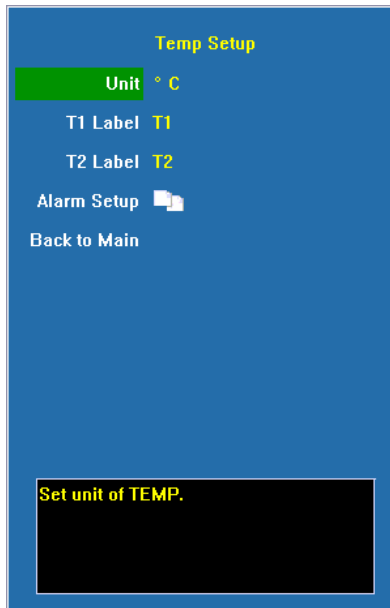 Temp Setup
Unit ° C
T1 Label T1
T2 Label T2
Alarm Setup
Back to Main
Set unit of TEMP.